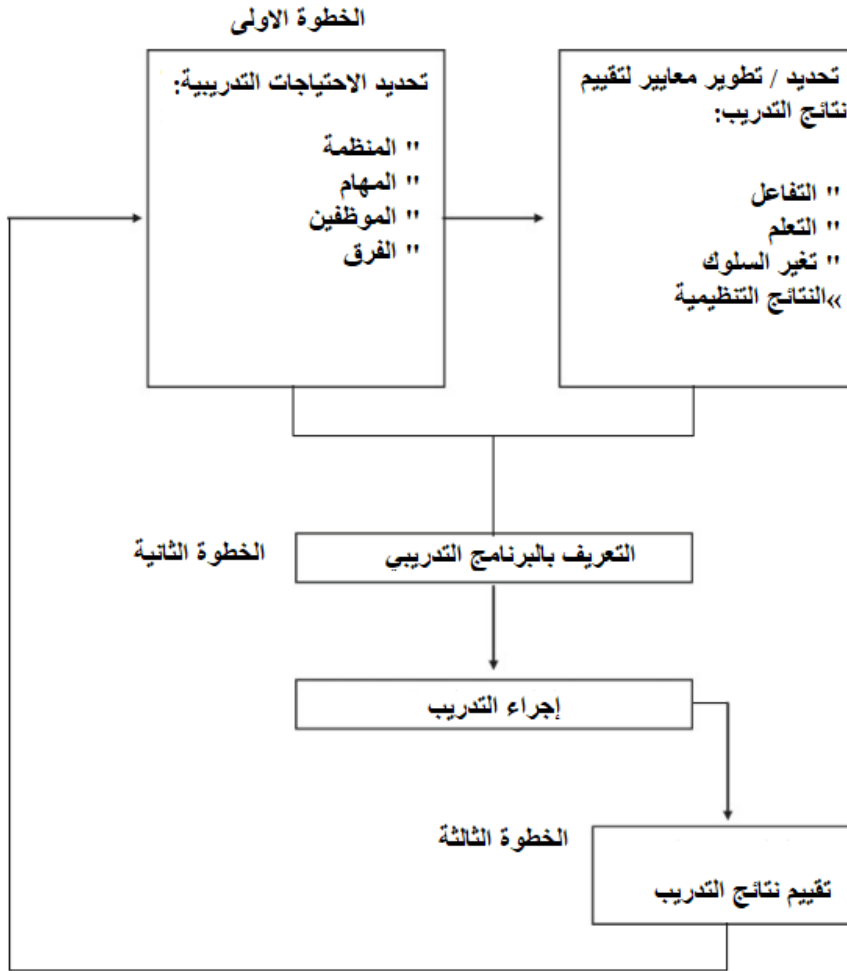 الخطوة الاولى
تحديد الاحتياجات التدريبية:
" المنظمة
" المهام
" الموظفين
" الفرق
تحديد / تطوير معايير لتقييم
نتائج التدريب:
" التفاعل
" التعلم
" تغير السلوك
»النتائج التنظيمية
الخطوة الثانية
التعريف بالبرنامج التدريبي
إجراء التدريب
الخطوة الثالثة
تقييم نتائج التدريب